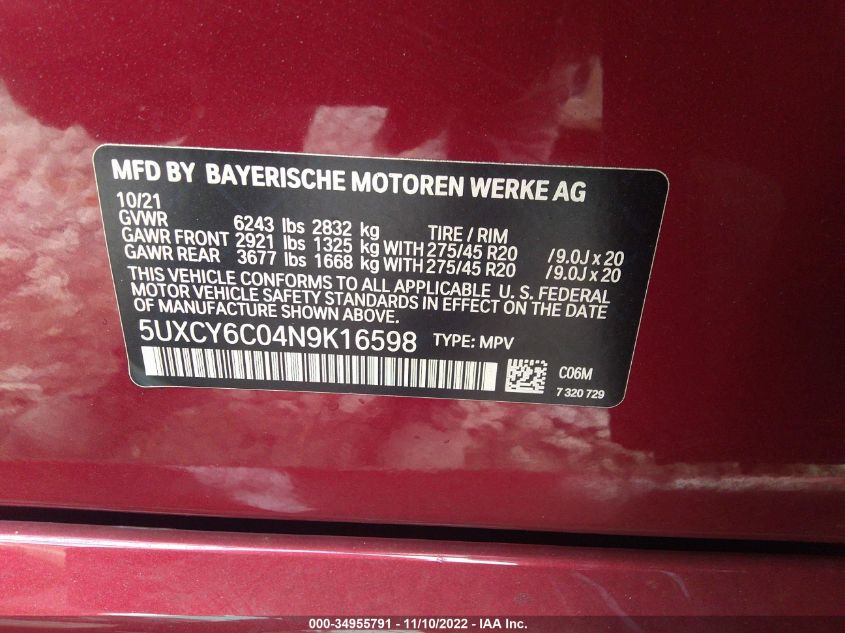 MFD BY BAYERISCHE MOTOREN WERKE AG
10/21
GVWR 6243 lbs 2832 kg TIRE / RIM
GAWR FRONT 2921 lbs 1325 kg WITH 275/45 R20 / 9.0J x 20
GAWR REAR 3677 lbs 1668 kg WITH 275/45 R20 / 9.0J x 20
THIS VEHICLE CONFORMS TO ALL APPLICABLE U. S. FEDERAL
MOTOR VEHICLE SAFETY STANDARDS IN EFFECT ON THE DATE
OF MANUFACTURE SHOWN ABOVE.
5UXCY6C04N9K16598 TYPE: MPV
C06M
7 320 729
000-34955791 - 11/10/2022 - IAA Inc.